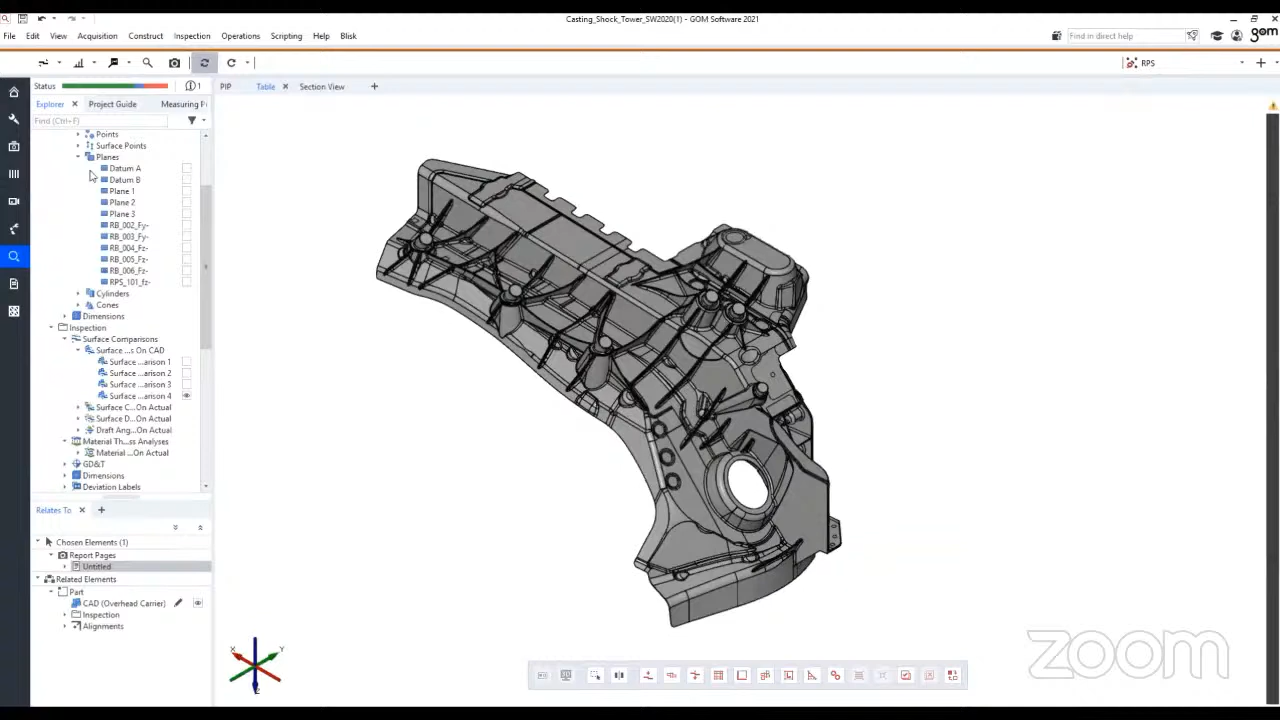 Casting_Shock_Tower_SW2020(1) - GOM Software 2021
File Edit View Acquisition Construct Inspection Operations Scripting Help Blisk
Find in direct help
gom
RPS
Status
1
PIP Table Section View
Explorer Project Guide Measuring Pi
Find (Ctrl+F)
Points
Surface Points
Planes
Datum A
Datum B
Plane 1
Plane 2
Plane 3
RB_002_Fy-
RB_003_Fy-
RB_004_Fz-
RB_005_Fz-
RB_006_Fz-
RPS_101_fz-
Cylinders
Cones
Dimensions
Inspection
Surface Comparisons
Surface ...s On CAD
Surface ...arison 1
Surface ...arison 2
Surface ...arison 3
Surface ...arison 4
Surface C...On Actual
Surface D...On Actual
Draft Ang...On Actual
Material Th...ss Analyses
Material ...On Actual
GD&T
Dimensions
Deviation Labels
Relates To
Chosen Elements (1)
Report Pages
Untitled
Related Elements
Part
CAD (Overhead Carrier)
Inspection
Alignments
X Y
Z
zoom